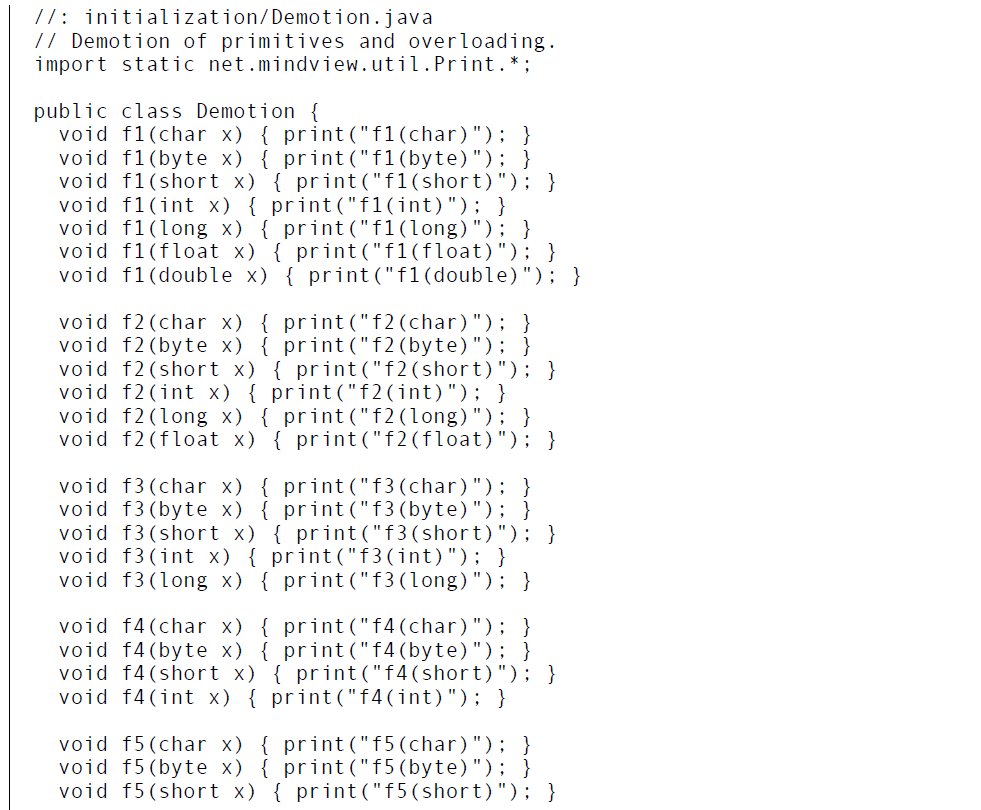 //: initialization/Demotion.java
// Demotion of primitives and overloading.
import static net.mindview.util.Print.*;

public class Demotion {
  void f1(char x) { print("f1(char)"); }
  void f1(byte x) { print("f1(byte)"); }
  void f1(short x) { print("f1(short)"); }
  void f1(int x) { print("f1(int)"); }
  void f1(long x) { print("f1(long)"); }
  void f1(float x) { print("f1(float)"); }
  void f1(double x) { print("f1(double)"); }

  void f2(char x) { print("f2(char)"); }
  void f2(byte x) { print("f2(byte)"); }
  void f2(short x) { print("f2(short)"); }
  void f2(int x) { print("f2(int)"); }
  void f2(long x) { print("f2(long)"); }
  void f2(float x) { print("f2(float)"); }

  void f3(char x) { print("f3(char)"); }
  void f3(byte x) { print("f3(byte)"); }
  void f3(short x) { print("f3(short)"); }
  void f3(int x) { print("f3(int)"); }
  void f3(long x) { print("f3(long)"); }

  void f4(char x) { print("f4(char)"); }
  void f4(byte x) { print("f4(byte)"); }
  void f4(short x) { print("f4(short)"); }
  void f4(int x) { print("f4(int)"); }

  void f5(char x) { print("f5(char)"); }
  void f5(byte x) { print("f5(byte)"); }
  void f5(short x) { print("f5(short)"); }